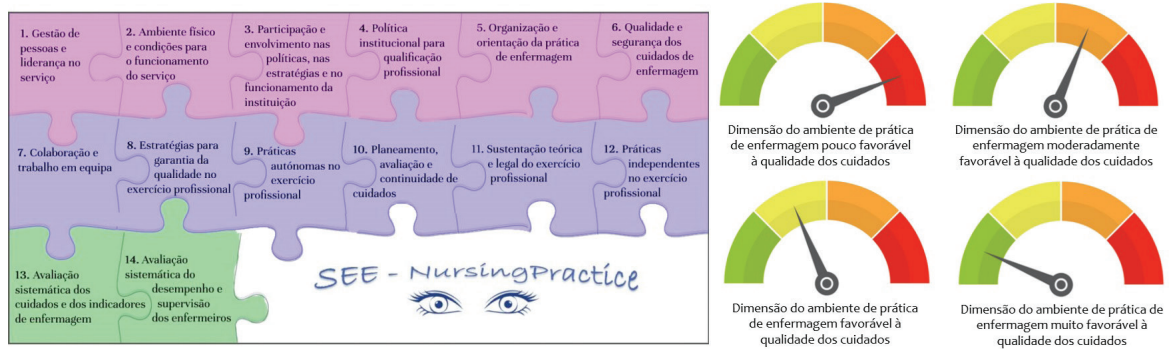 1. Gestão de
pessoas e
liderança no
serviço
2. Ambiente físico
e condições para
o funcionamento
do serviço
3. Participação e
envolvimento nas
políticas, nas
estratégias e no
funcionamento da
instituição
4. Política
institucional para
qualificação
profissional
5. Organização e
orientação da prática
de enfermagem
6. Qualidade e
segurança dos
cuidados de
enfermagem
7. Colaboração e
trabalho em equipa
8. Estratégias para
garantia da
qualidade no
exercício profissional
9. Práticas
autónomas no
exercício
profissional
10. Planeamento,
avaliação e
continuidade de
cuidados
11. Sustentação teórica
e legal do exercício
profissional
12. Práticas
independentes
no exercício
profissional
13. Avaliação
sistemática dos
cuidados e dos indicadores
de enfermagem
14. Avaliação
sistemática do
desempenho e
supervisão
dos enfermeiros
SEE - NursingPractice
Dimensão do ambiente de prática
de enfermagem pouco favorável
à qualidade dos cuidados
Dimensão do ambiente de prática de
enfermagem moderadamente
favorável à qualidade dos cuidados
Dimensão do ambiente de prática
de enfermagem favorável à
qualidade dos cuidados
Dimensão do ambiente de prática de
enfermagem muito favorável à
qualidade dos cuidados